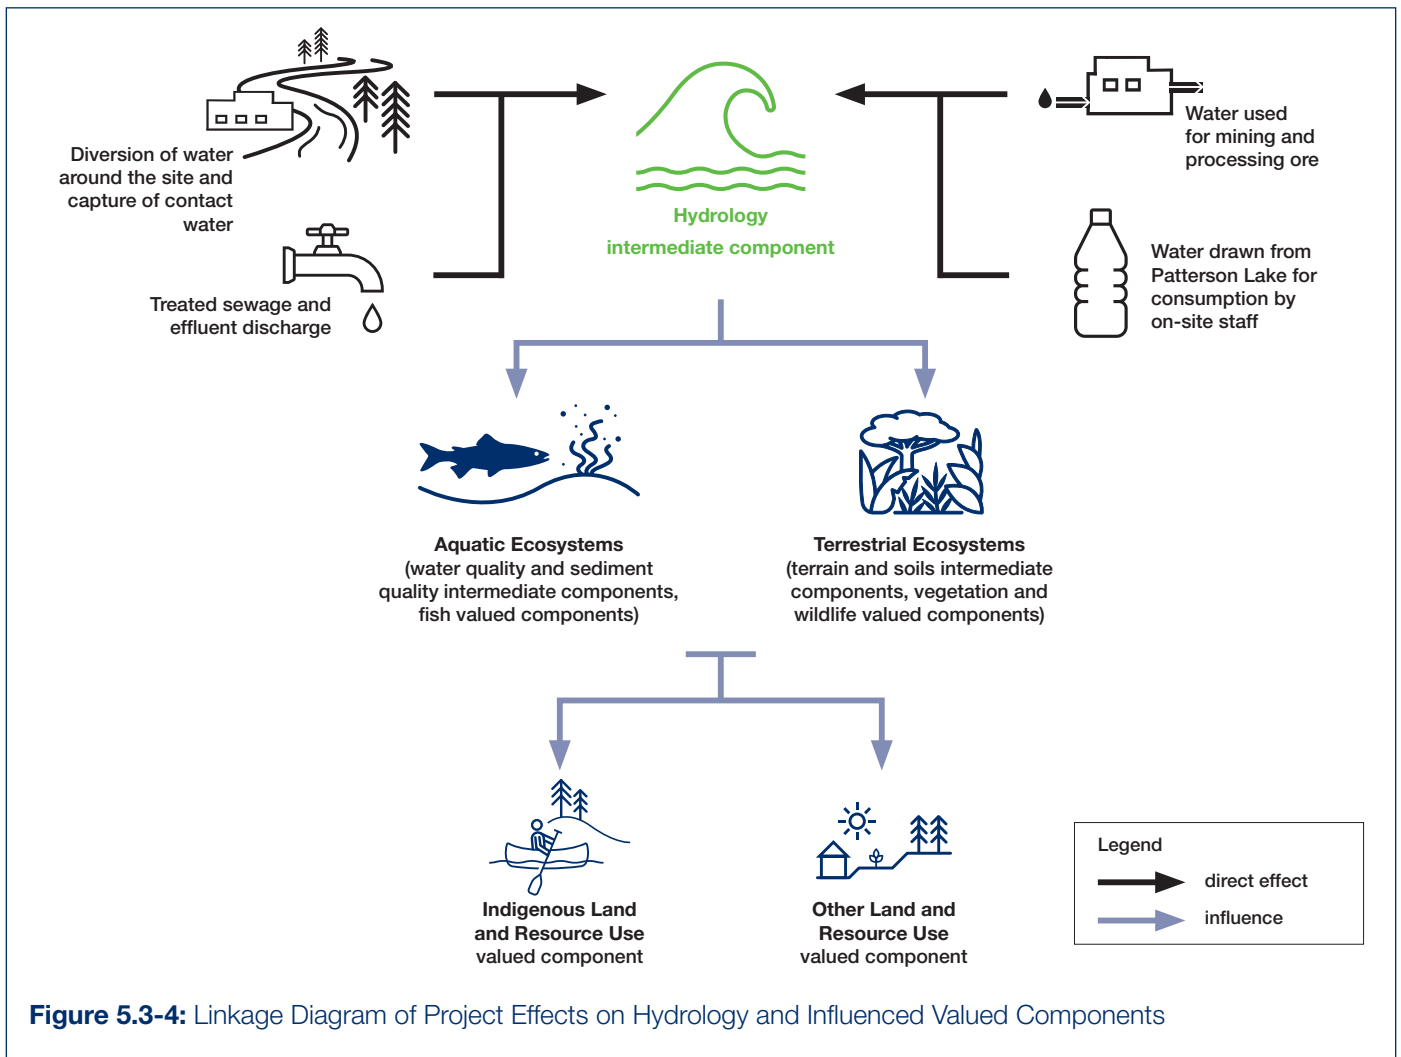 Diversion of water
around the site and
capture of contact
water
Treated sewage and
effluent discharge
Hydrology
intermediate component
Water used
for mining and
processing ore
Water drawn from
Patterson Lake for
consumption by
on-site staff
Aquatic Ecosystems
(water quality and sediment
quality intermediate components,
fish valued components)
Terrestrial Ecosystems
(terrain and soils intermediate
components, vegetation and
wildlife valued components)
Indigenous Land
and Resource Use
valued component
Other Land and
Resource Use
valued component
Legend
direct effect
influence
Figure 5.3-4: Linkage Diagram of Project Effects on Hydrology and Influenced Valued Components